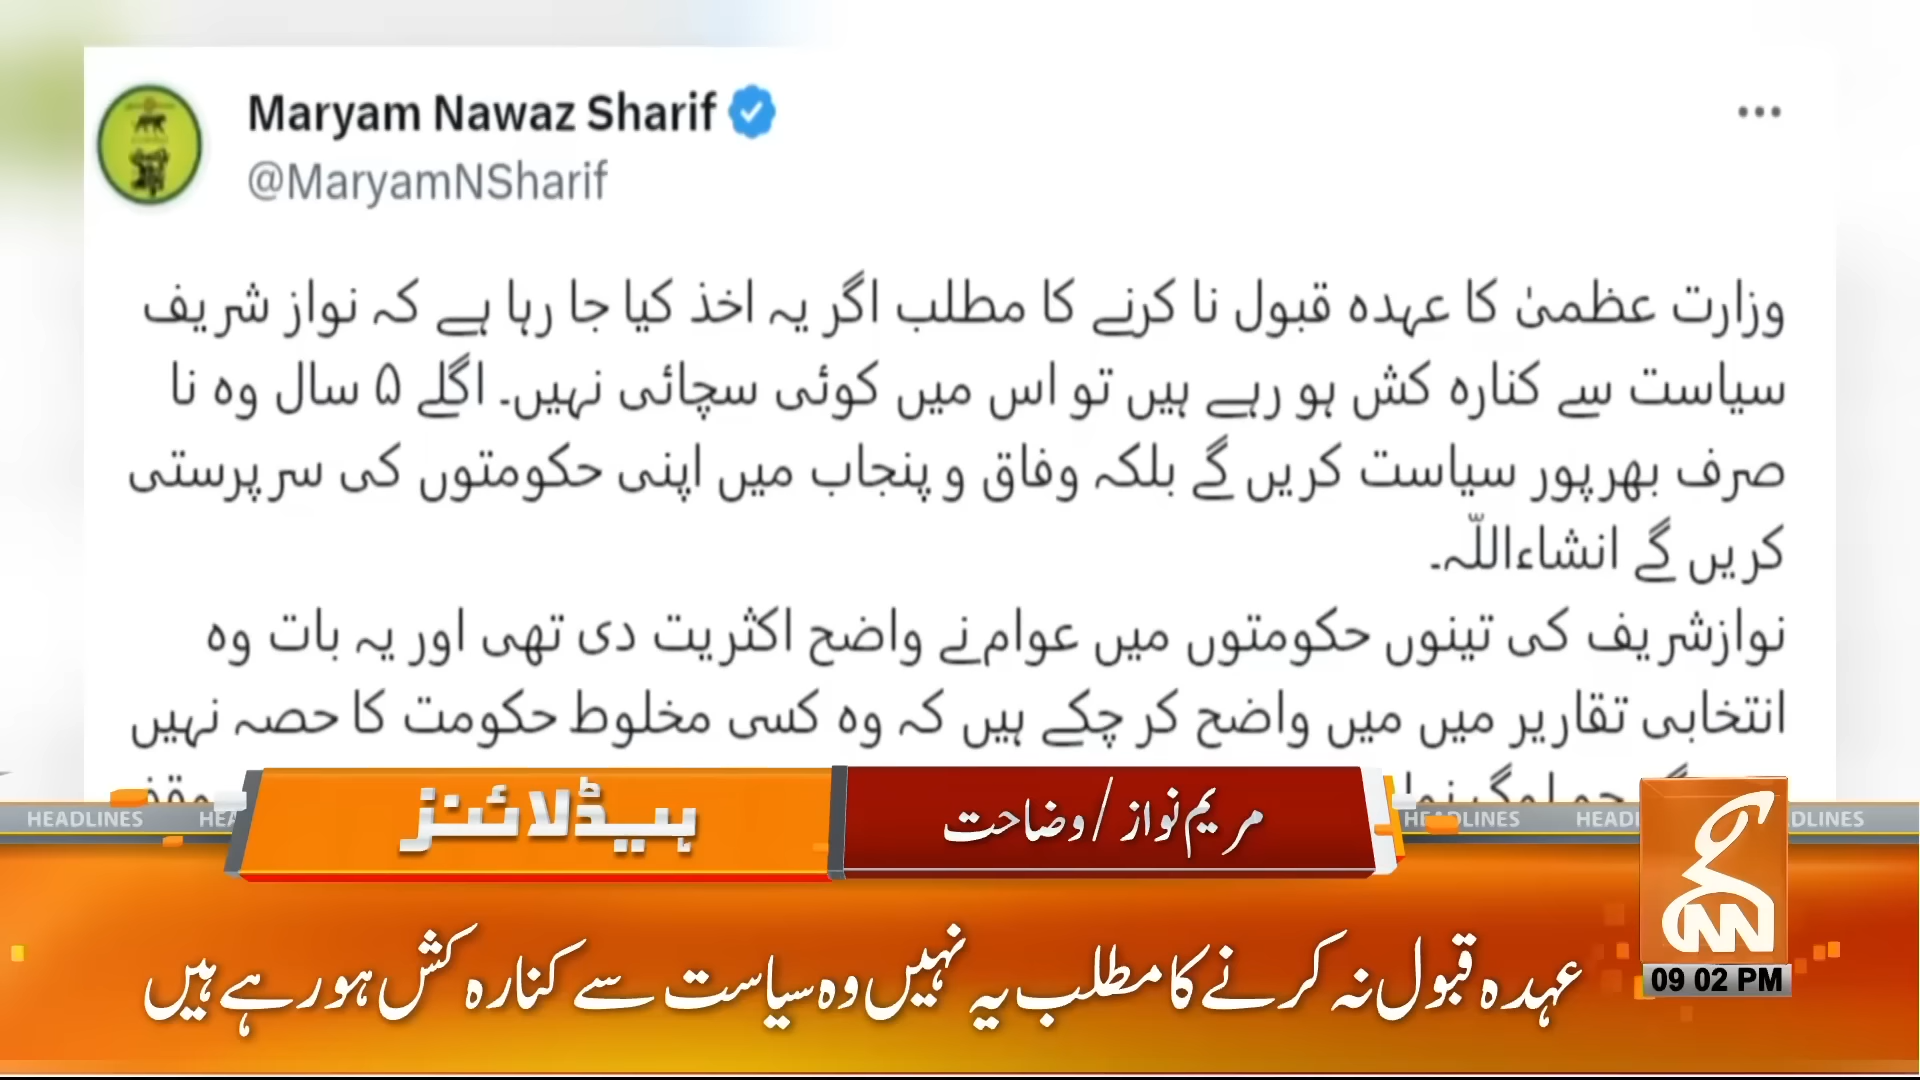 Maryam Nawaz Sharif
@MaryamNSharif
وزارت عظمیٰ کا عہدہ قبول نا کرنے کا مطلب اگر یہ اخذ کیا جا رہا ہے کہ نواز شریف
سیاست سے کنارہ کش ہو رہے ہیں تو اس میں کوئی سچائی نہیں۔ اگلے ۵ سال وہ نا
صرف بھرپور سیاست کریں گے بلکہ وفاق و پنجاب میں اپنی حکومتوں کی سرپرستی
کریں گے انشاءاللّہ۔
نوازشریف کی تینوں حکومتوں میں عوام نے واضح اکثریت دی تھی اور یہ بات وہ
انتخابی تقاریر میں میں واضح کر چکے ہیں کہ وہ کسی مخلوط حکومت کا حصہ نہیں
HEADLINES
HEADLINES
ہیڈلائنز
مریم نواز/وضاحت
GNN
09 02 PM
عہدہ قبول نہ کرنے کا مطلب یہ نہیں وہ سیاست سے کنارہ کش ہورہے ہیں